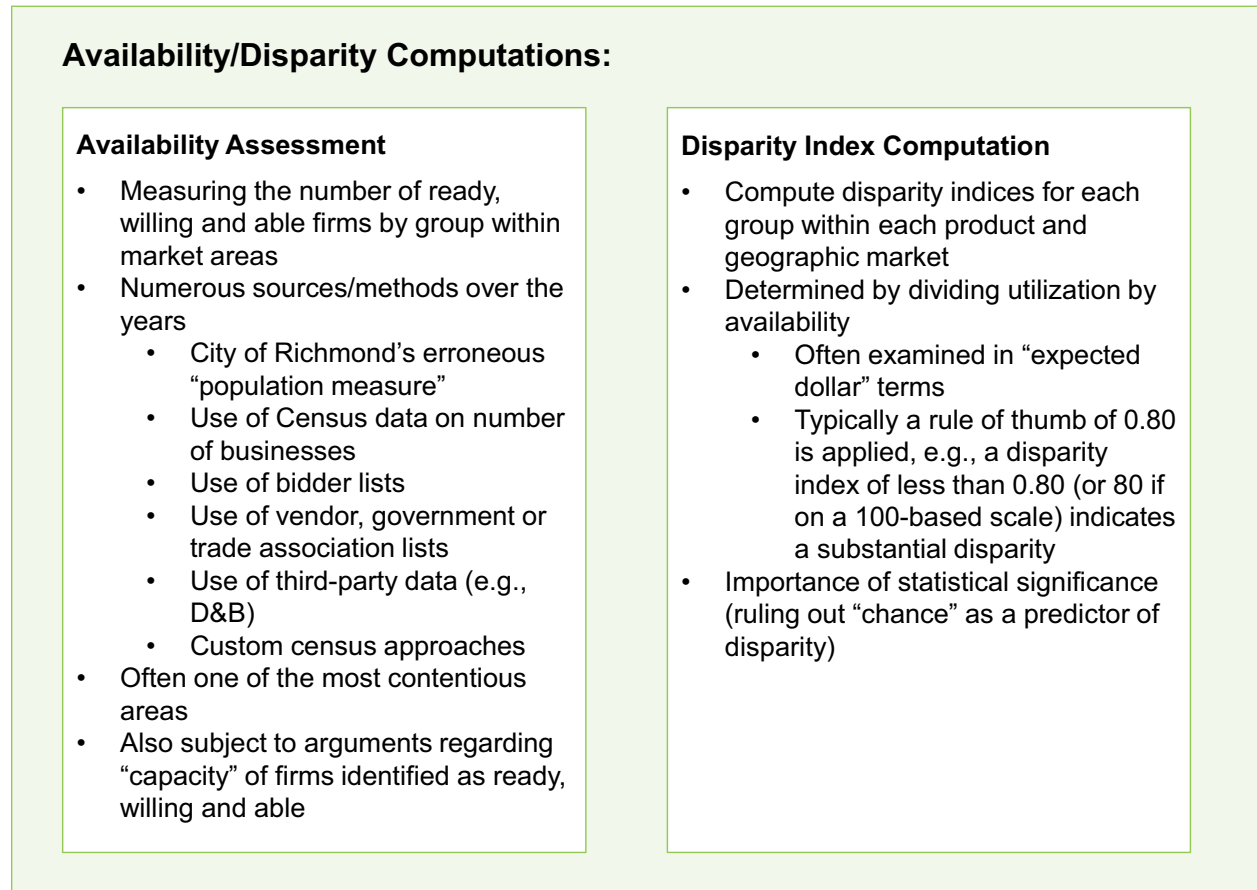 Availability/Disparity Computations:
Availability Assessment
• Measuring the number of ready,
willing and able firms by group within
market areas
• Numerous sources/methods over the
years
• City of Richmond’s erroneous
“population measure”
• Use of Census data on number
of businesses
• Use of bidder lists
• Use of vendor, government or
trade association lists
• Use of third-party data (e.g.,
D&B)
• Custom census approaches
• Often one of the most contentious
areas
• Also subject to arguments regarding
“capacity” of firms identified as ready,
willing and able
Disparity Index Computation
• Compute disparity indices for each
group within each product and
geographic market
• Determined by dividing utilization by
availability
• Often examined in “expected
dollar” terms
• Typically a rule of thumb of 0.80
is applied, e.g., a disparity
index of less than 0.80 (or 80 if
on a 100-based scale) indicates
a substantial disparity
• Importance of statistical significance
(ruling out “chance” as a predictor of
disparity)